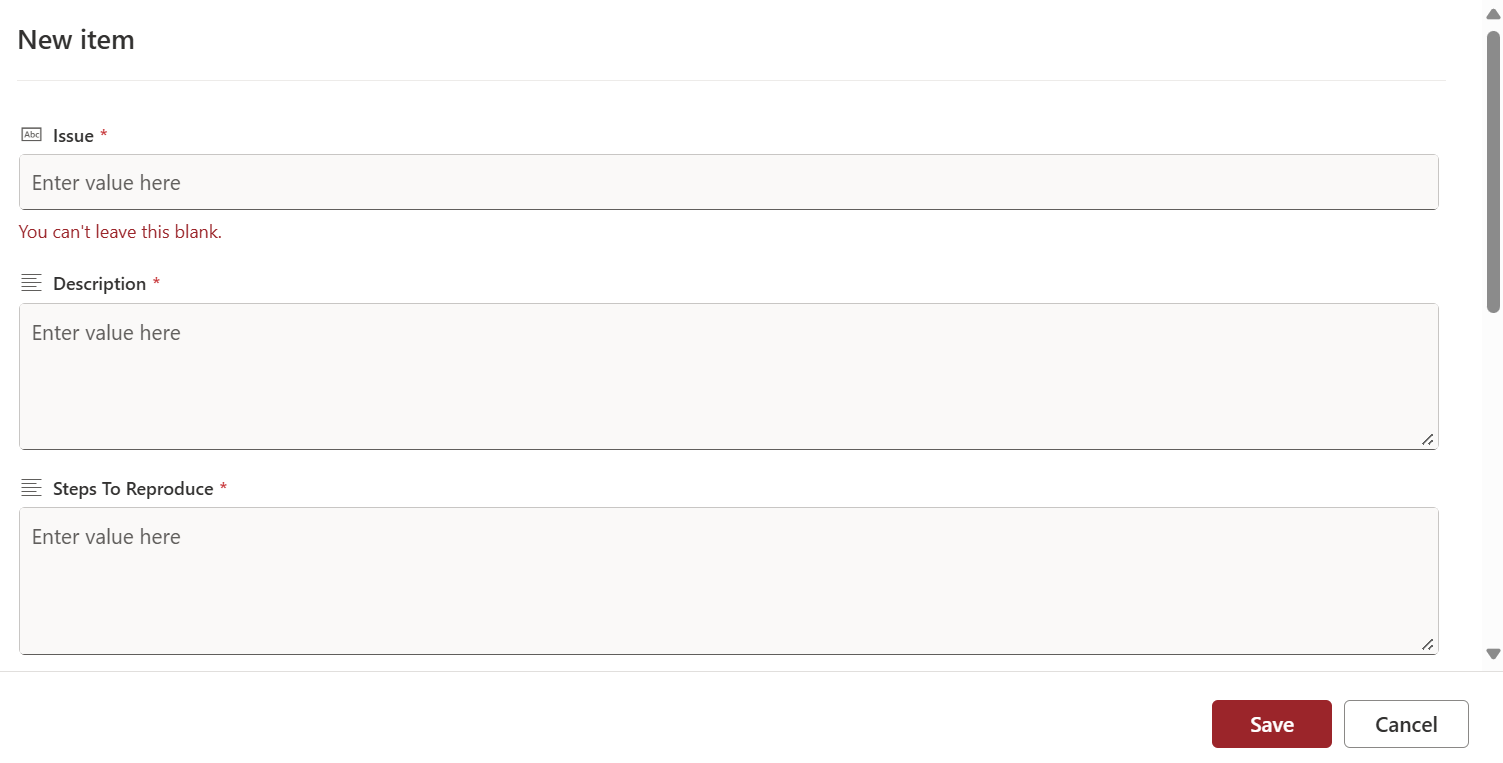 New item
Abc Issue *
Enter value here
You can't leave this blank.
Description *
Enter value here
Steps To Reproduce *
Enter value here
Save Cancel